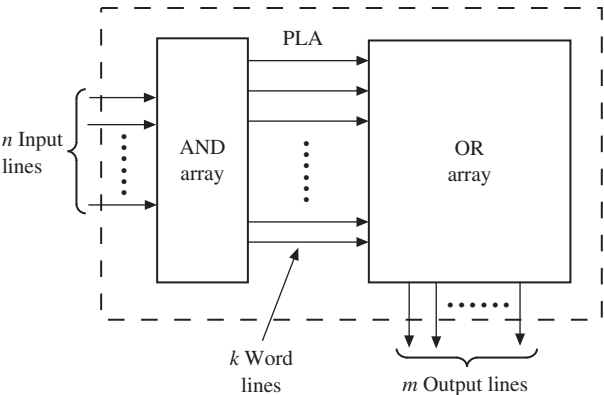 PLA
n Input
lines
AND
array
OR
array
k Word
lines
m Output lines